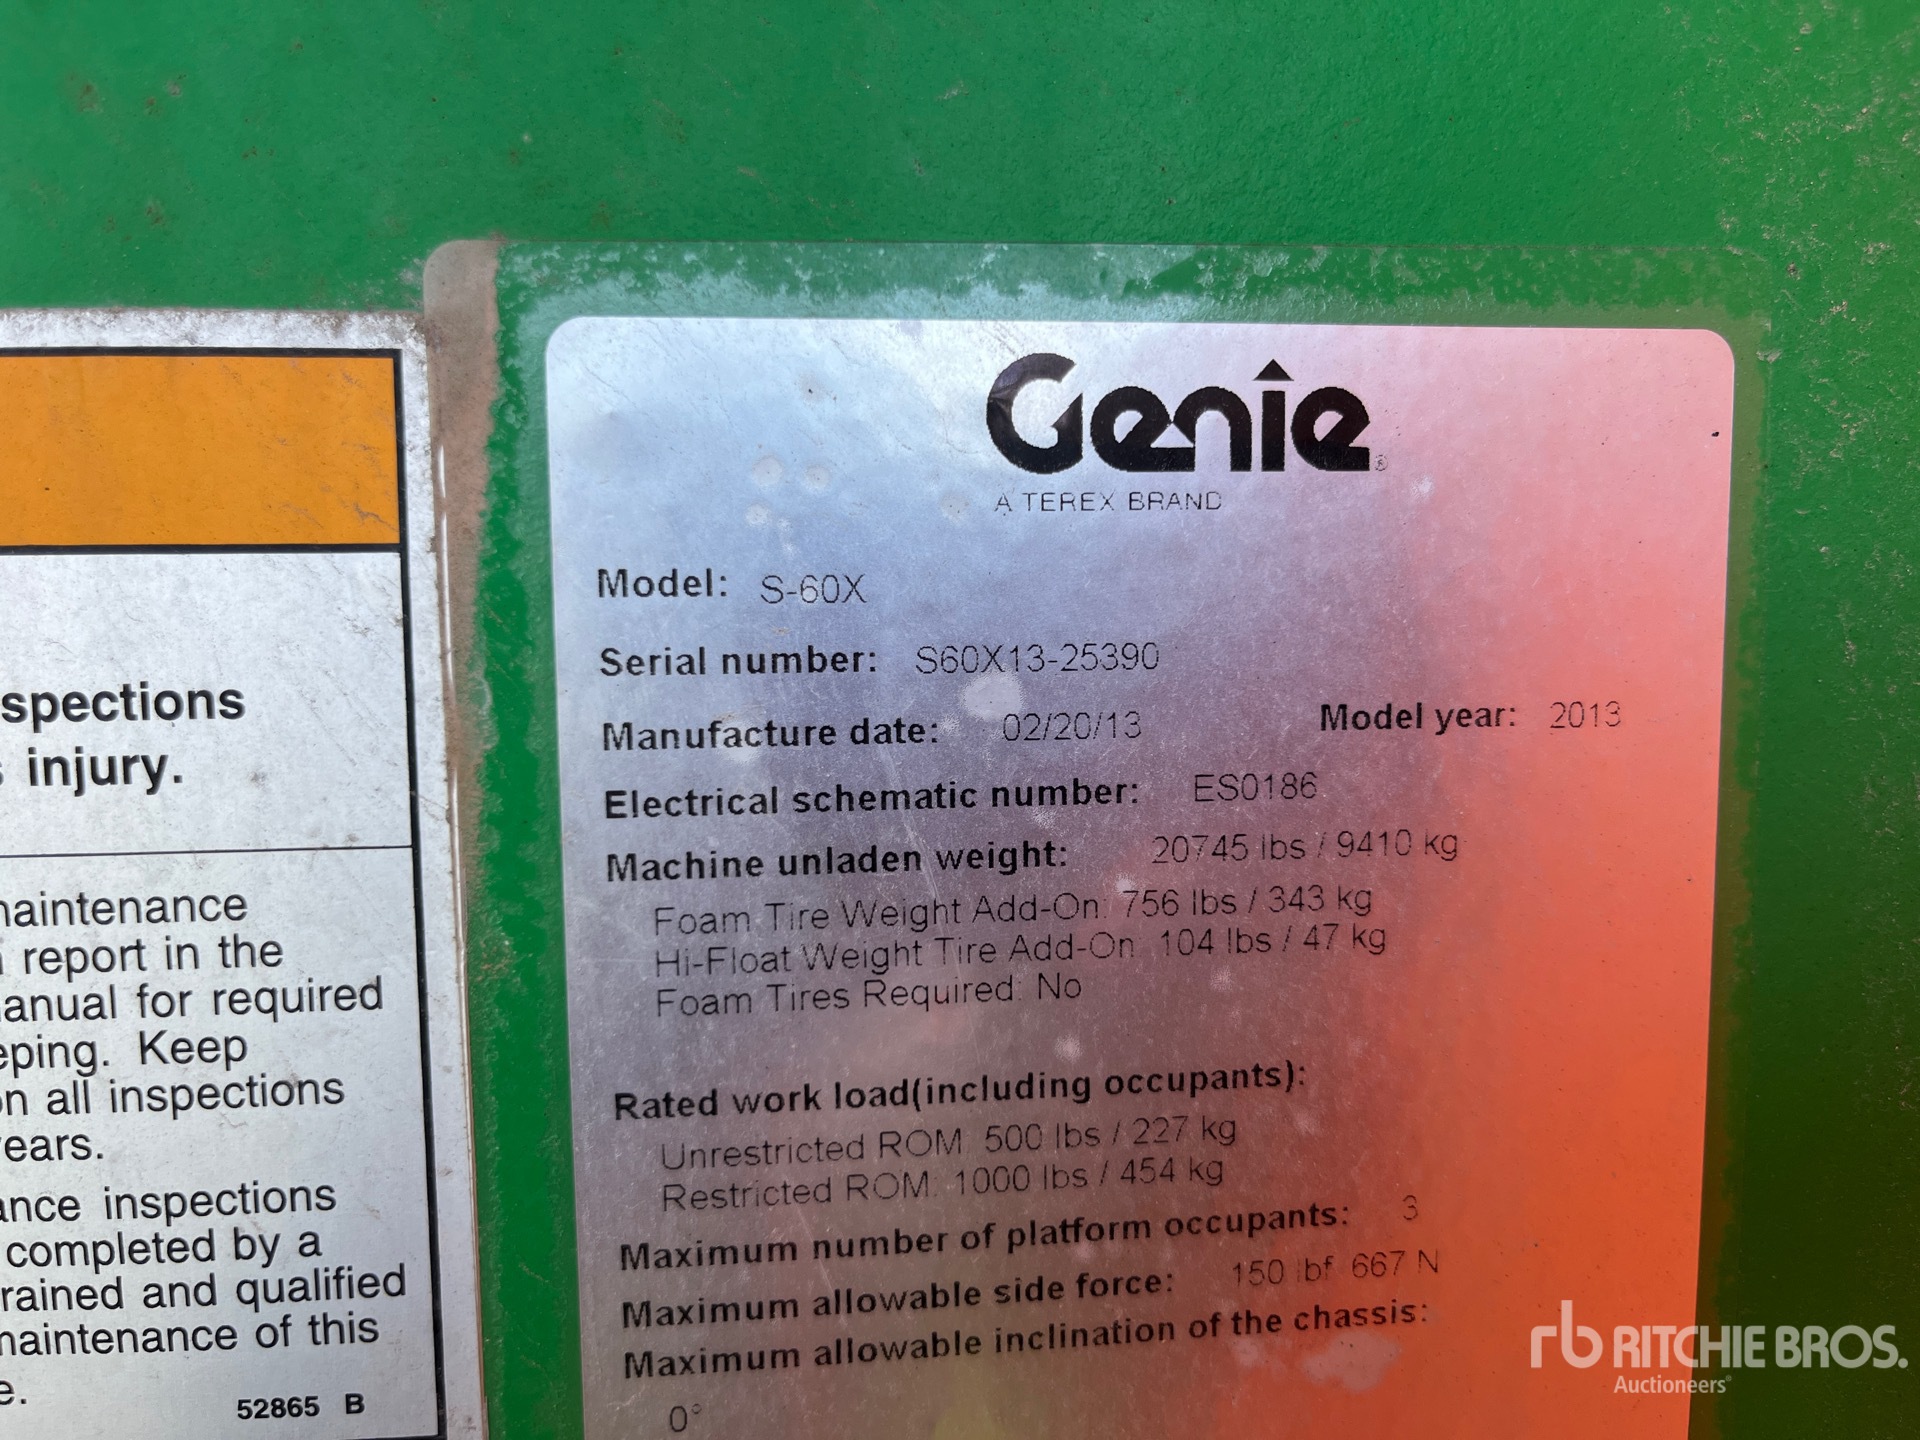 spections
injury.
maintenance
report in the
anual for required
eping. Keep
on all inspections
years.
ance inspections
completed by a
trained and qualified
maintenance of this
e.
52865 B
Genie®
A TEREX BRAND
Model: S-60X
Serial number: S60X13-25390
Manufacture date: 02/20/13 Model year: 2013
Electrical schematic number: ES0186
Machine unladen weight: 20745 lbs / 9410 kg
Foam Tire Weight Add-On: 756 lbs / 343 kg
Hi-Float Weight Tire Add-On: 104 lbs / 47 kg
Foam Tires Required: No
Rated work load(including occupants):
Unrestricted ROM: 500 lbs / 227 kg
Restricted ROM: 1000 lbs / 454 kg
Maximum number of platform occupants: 3
Maximum allowable side force: 150 lbf 667 N
Maximum allowable inclination of the chassis:
0°
rb RITCHIE BROS.
Auctioneers®